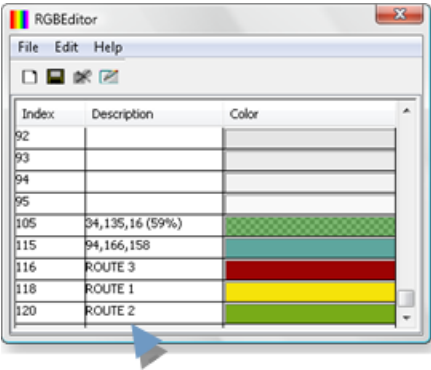 RGBEditor
File Edit Help
Index Description Color
92
93
94
95
105 34,135,16 (59%)
115 94,166,158
116 ROUTE 3
118 ROUTE 1
120 ROUTE 2